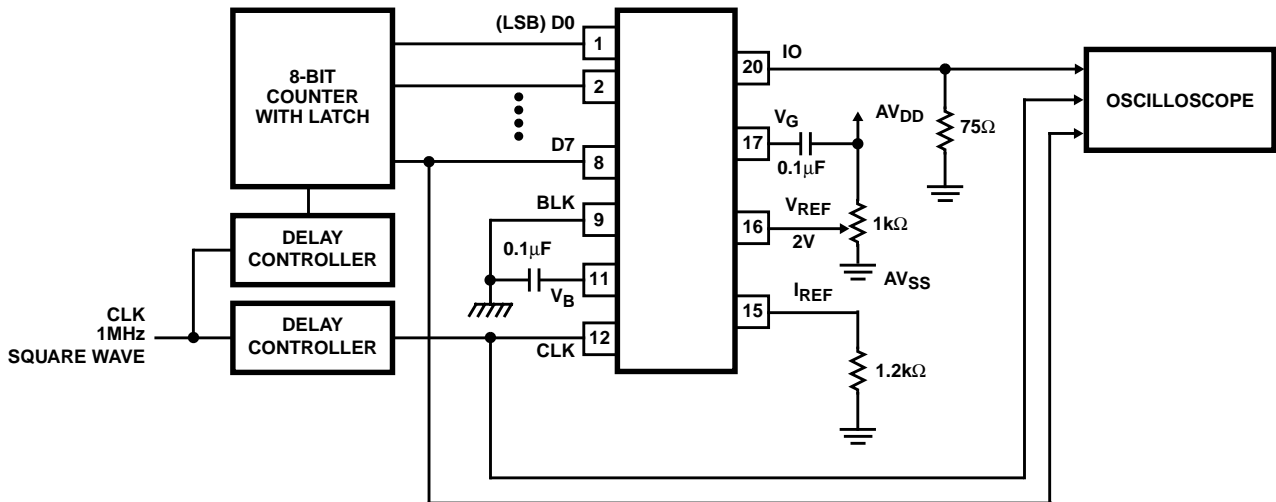 8-BIT
COUNTER
WITH LATCH
(LSB) D0
1
2
D7
8
BLK
9
0.1μF
11
V_B
12
CLK
DELAY
CONTROLLER
CLK
1MHz
SQUARE WAVE
DELAY
CONTROLLER
IO
20
V_G
17
0.1μF
AV_DD
75Ω
OSCILLOSCOPE
V_REF
16
2V
1kΩ
AV_SS
I_REF
15
1.2kΩ